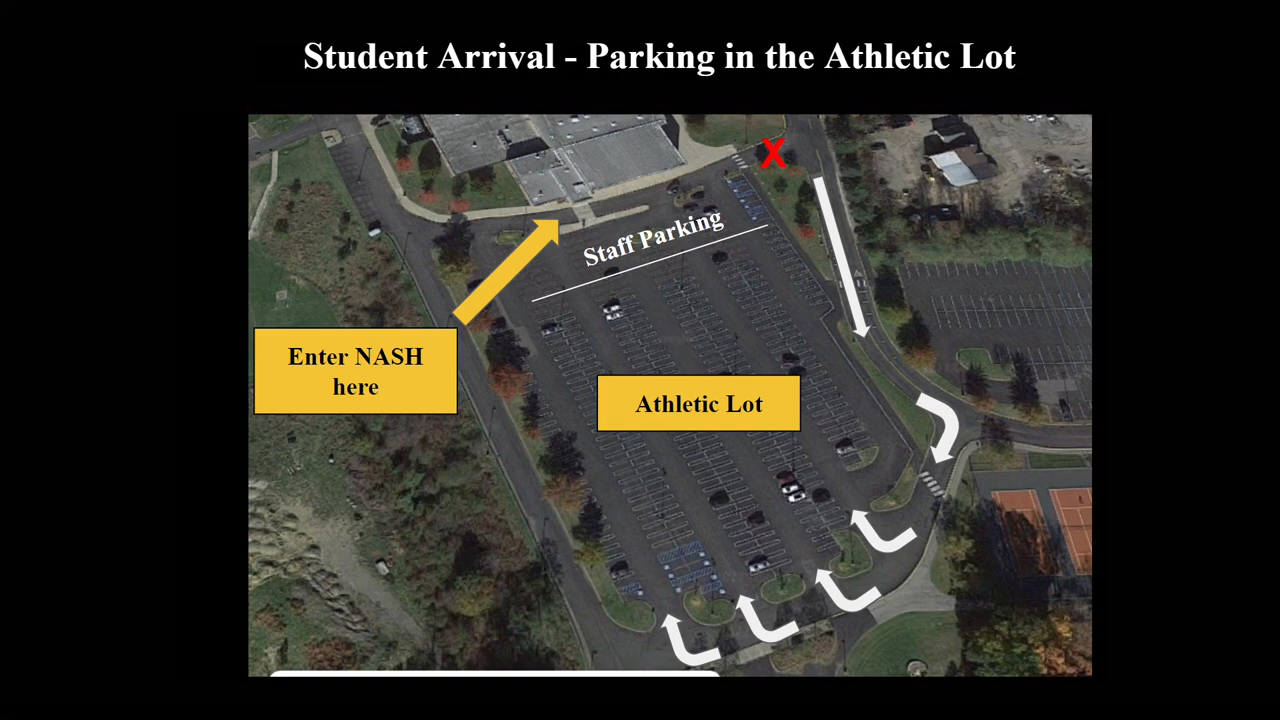 Student Arrival - Parking in the Athletic Lot
X
Staff Parking
Enter NASH
here
Athletic Lot